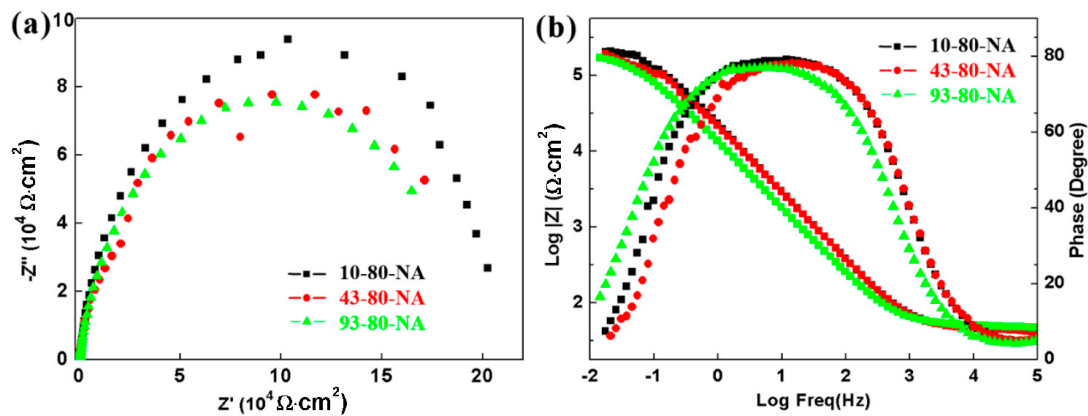 (a)
10
8
6
4
2
0
-Z'' (10⁴ Ω·cm²)
10-80-NA
43-80-NA
93-80-NA
0 5 10 15 20
Z' (10⁴ Ω·cm²)
(b)
5
4
3
2
Log |Z| (Ω·cm²)
10-80-NA
43-80-NA
93-80-NA
80
60
40
20
0
Phase (Degree)
-2 -1 0 1 2 3 4 5
Log Freq(Hz)